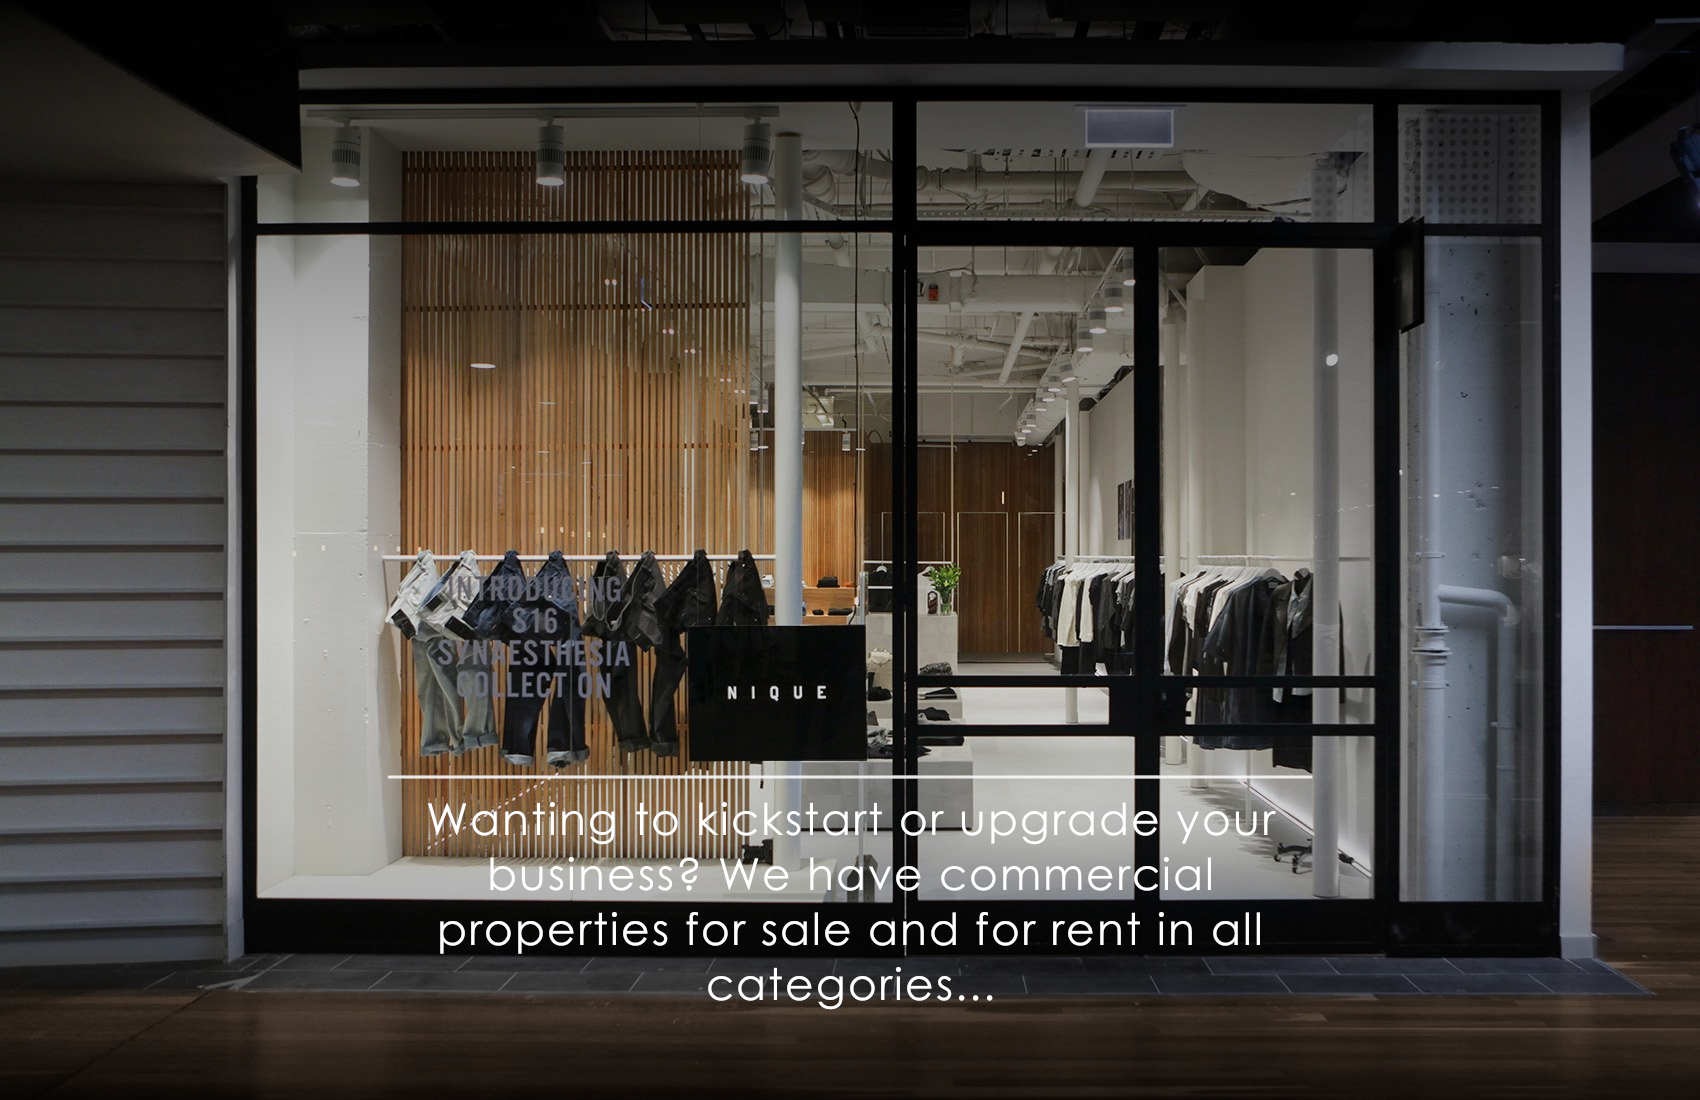 INTRODUCING
S16
SYNAESTHESIA
COLLECTION
NIQUE
Wanting to kickstart or upgrade your
business? We have commercial
properties for sale and for rent in all
categories...